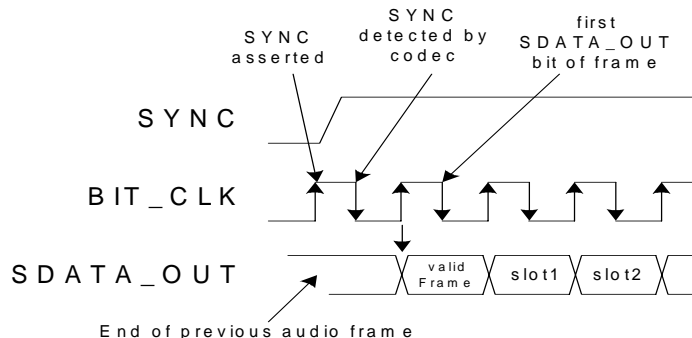 SYNC
asserted
SYNC
detected by
codec
first
SDATA_OUT
bit of frame
SYNC
BIT_CLK
SDATA_OUT
valid
Frame
slot1
slot2
End of previous audio frame